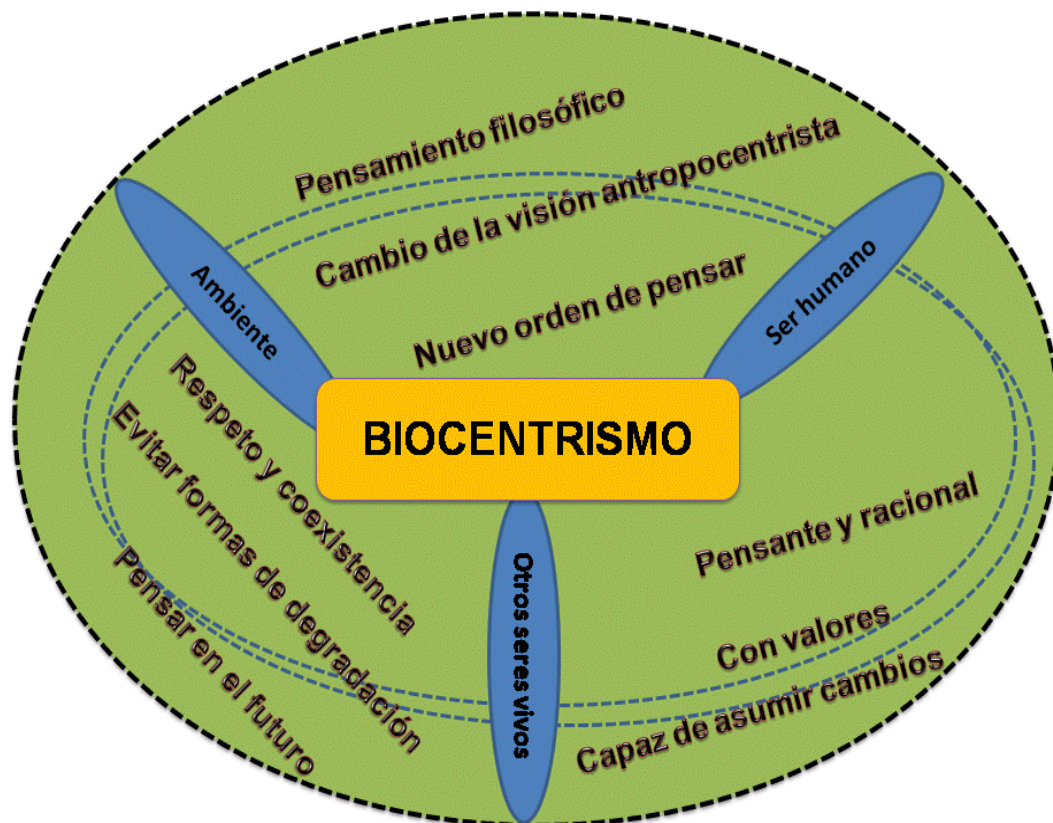 Pensamiento filosófico
Cambio de la visión antropocentrista
Nuevo orden de pensar
Ambiente
Ser humano
BIOCENTRISMO
Respeto y coexistencia
Evitar formas de degradación
Pensar en el futuro
Otros seres vivos
Pensante y racional
Con valores
Capaz de asumir cambios